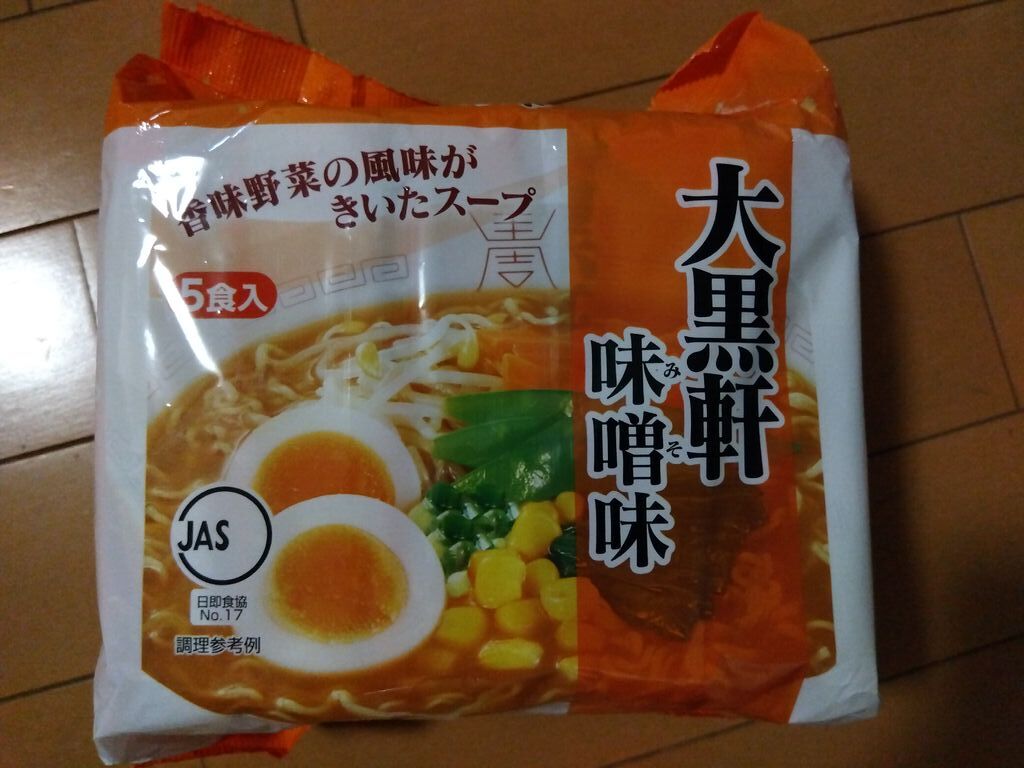 香味野菜の風味が
きいたスープ
5食入
大黒軒
味噌味
みそ
JAS
日即食協
No.17
調理参考例